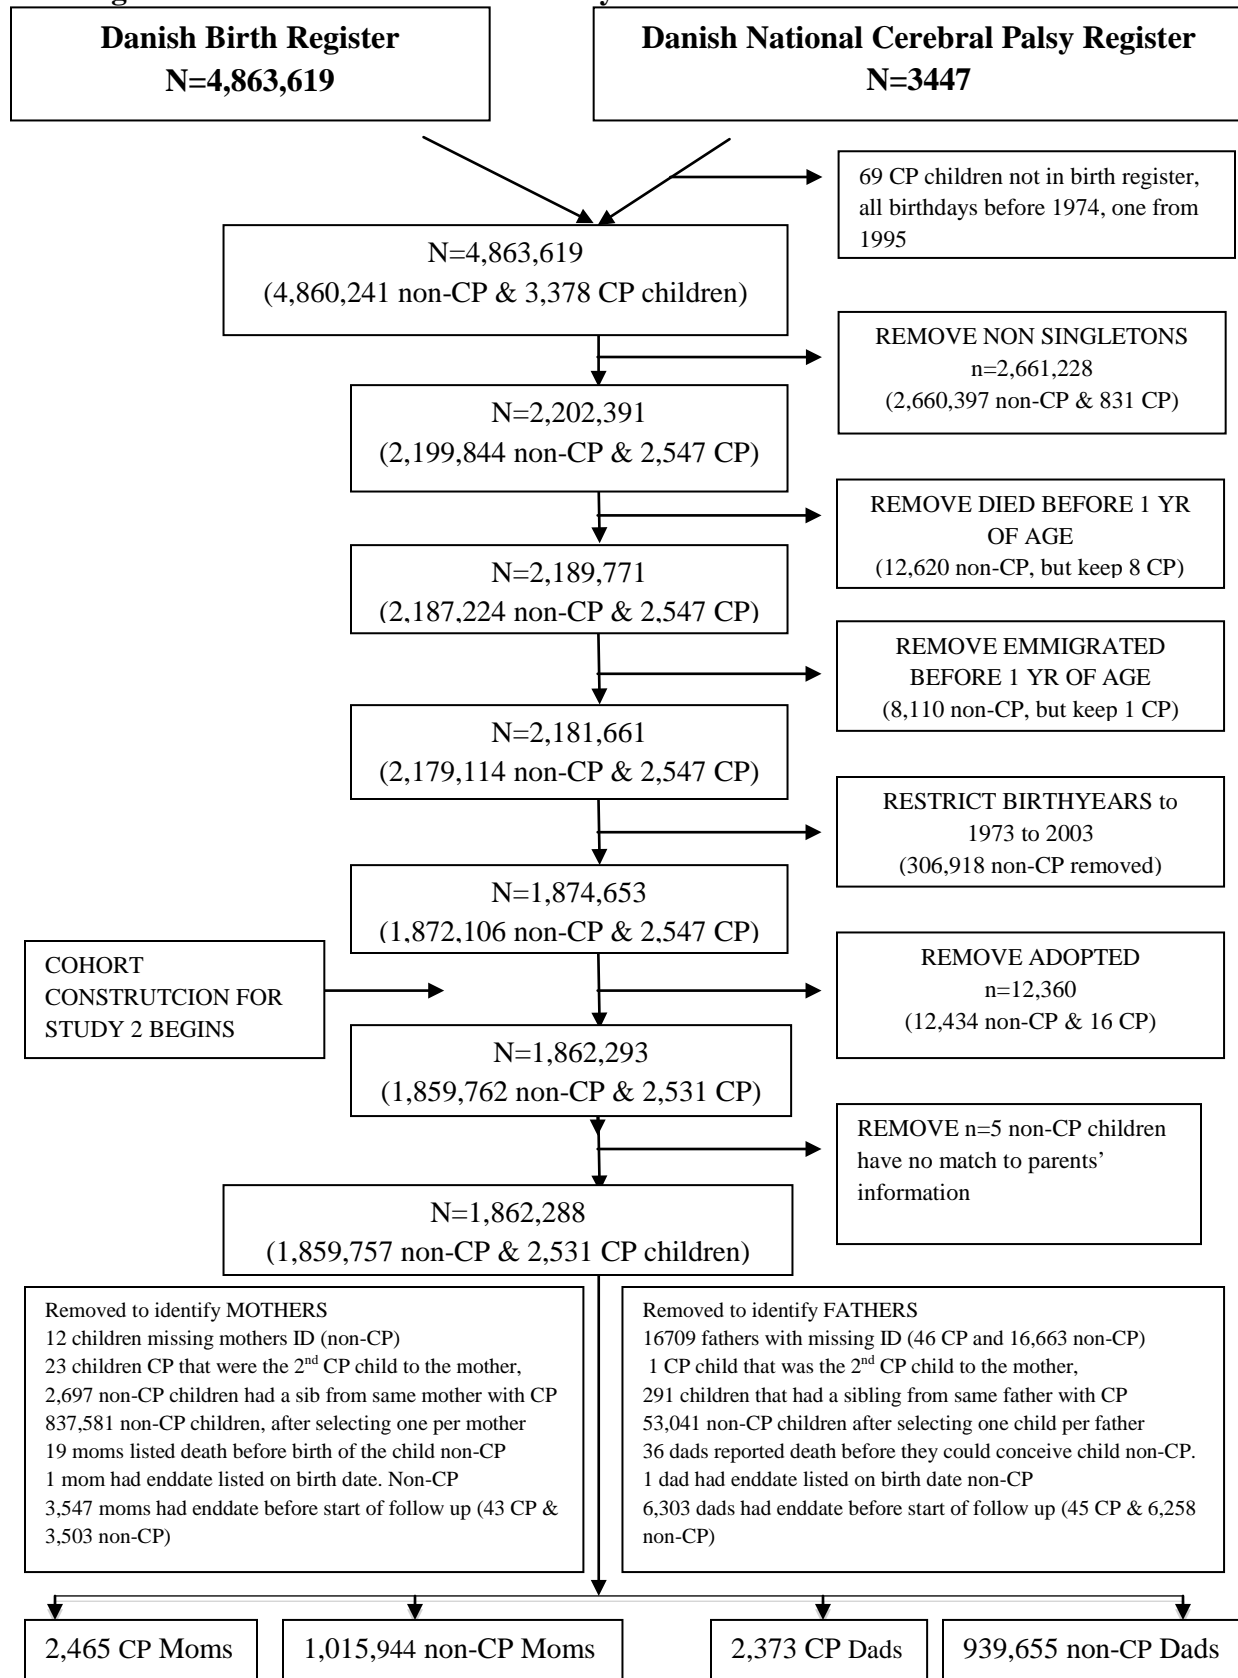 Danish Birth Register
N=4,863,619
Danish National Cerebral Palsy Register
N=3447
69 CP children not in birth register,
all birthdays before 1974, one from
1995
N=4,863,619
(4,860,241 non-CP & 3,378 CP children)
REMOVE NON SINGLETONS
n=2,661,228
(2,660,397 non-CP & 831 CP)
N=2,202,391
(2,199,844 non-CP & 2,547 CP)
REMOVE DIED BEFORE 1 YR
OF AGE
(12,620 non-CP, but keep 8 CP)
N=2,189,771
(2,187,224 non-CP & 2,547 CP)
REMOVE EMMIGRATED
BEFORE 1 YR OF AGE
(8,110 non-CP, but keep 1 CP)
N=2,181,661
(2,179,114 non-CP & 2,547 CP)
RESTRICT BIRTHYEARS to
1973 to 2003
(306,918 non-CP removed)
N=1,874,653
(1,872,106 non-CP & 2,547 CP)
COHORT
CONSTRUTCION FOR
STUDY 2 BEGINS
REMOVE ADOPTED
n=12,360
(12,434 non-CP & 16 CP)
N=1,862,293
(1,859,762 non-CP & 2,531 CP)
REMOVE n=5 non-CP children
have no match to parents’
information
N=1,862,288
(1,859,757 non-CP & 2,531 CP children)
Removed to identify MOTHERS
12 children missing mothers ID (non-CP)
23 children CP that were the 2nd CP child to the mother,
2,697 non-CP children had a sib from same mother with CP
837,581 non-CP children, after selecting one per mother
19 moms listed death before birth of the child non-CP
1 mom had enddate listed on birth date. Non-CP
3,547 moms had enddate before start of follow up (43 CP &
3,503 non-CP)
Removed to identify FATHERS
16709 fathers with missing ID (46 CP and 16,663 non-CP)
1 CP child that was the 2nd CP child to the mother,
291 children that had a sibling from same father with CP
53,041 non-CP children after selecting one child per father
36 dads reported death before they could conceive child non-CP.
1 dad had enddate listed on birth date non-CP
6,303 dads had enddate before start of follow up (45 CP & 6,258
non-CP)
2,465 CP Moms
1,015,944 non-CP Moms
2,373 CP Dads
939,655 non-CP Dads